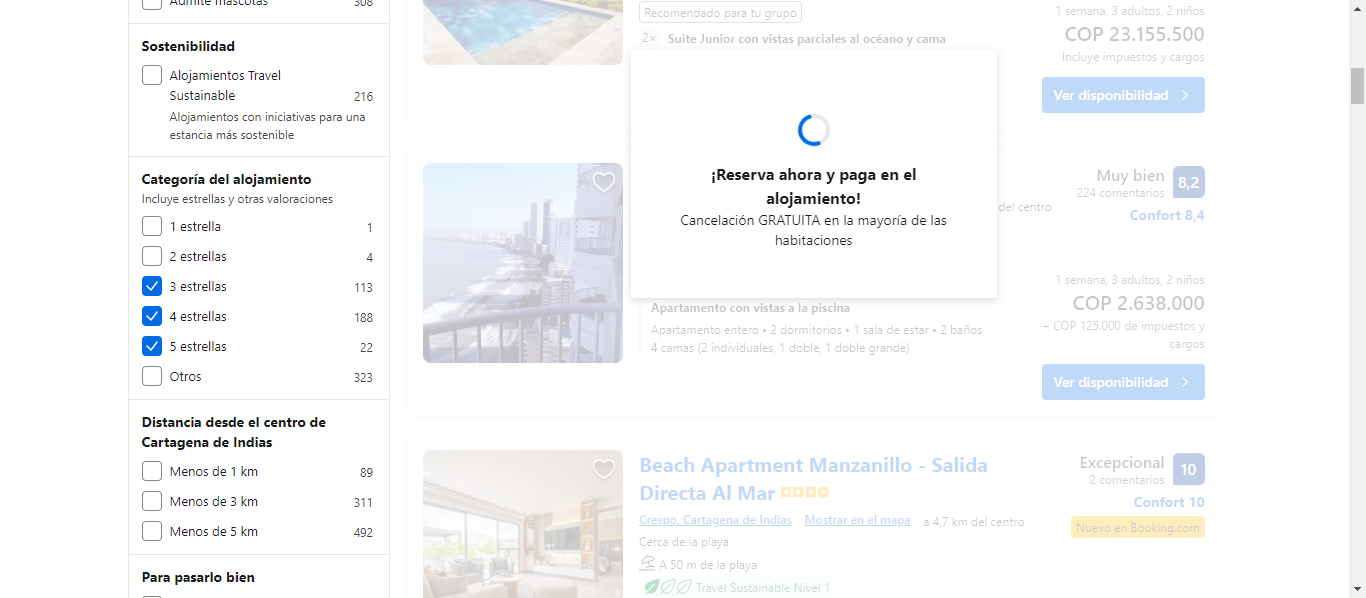 Admite mascotas 308
Sostenibilidad
Alojamientos Travel
Sustainable 216
Alojamientos con iniciativas para una
estancia más sostenible
Categoría del alojamiento
Incluye estrellas y otras valoraciones
1 estrella 1
2 estrellas 4
3 estrellas 113
4 estrellas 188
5 estrellas 22
Otros 323
Distancia desde el centro de
Cartagena de Indias
Menos de 1 km 89
Menos de 3 km 311
Menos de 5 km 492
Para pasarlo bien
Recomendado para tu grupo
2× Suite Junior con vistas parciales al océano y cama
1 semana, 3 adultos, 2 niños
COP 23.155.500
Incluye impuestos y cargos
Ver disponibilidad
¡Reserva ahora y paga en el
alojamiento!
Cancelación GRATUITA en la mayoría de las
habitaciones
del centro
Muy bien 8,2
224 comentarios
Confort 8,4
Apartamento con vistas a la piscina
Apartamento entero • 2 dormitorios • 1 sala de estar • 2 baños
4 camas (2 individuales, 1 doble, 1 doble grande)
1 semana, 3 adultos, 2 niños
COP 2.638.000
+ COP 125.000 de impuestos y
cargos
Ver disponibilidad
Beach Apartment Manzanillo - Salida
Directa Al Mar
Crespo, Cartagena de Indias Mostrar en el mapa a 4,7 km del centro
Cerca de la playa
A 50 m de la playa
Travel Sustainable Nivel 1
Excepcional 10
2 comentarios
Confort 10
Nuevo en Booking.com